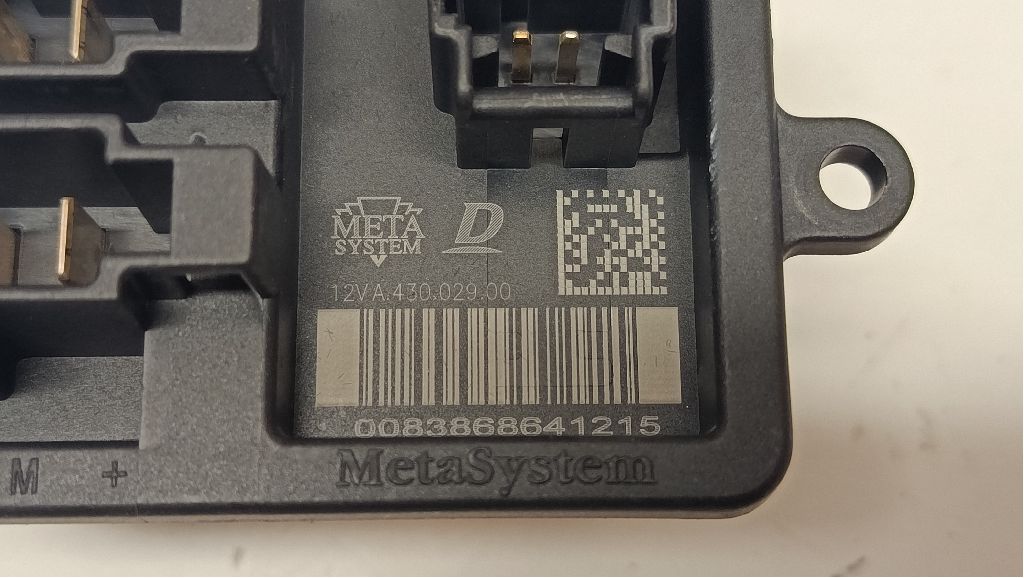 META
SYSTEM
D
12VA.430.029.00
0083868641215
MetaSystem
M +